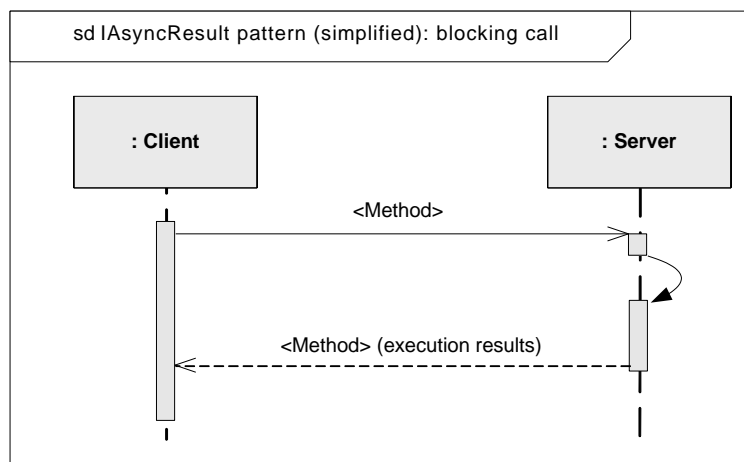 sd IAsyncResult pattern (simplified): blocking call
: Client
: Server
<Method>
<Method> (execution results)